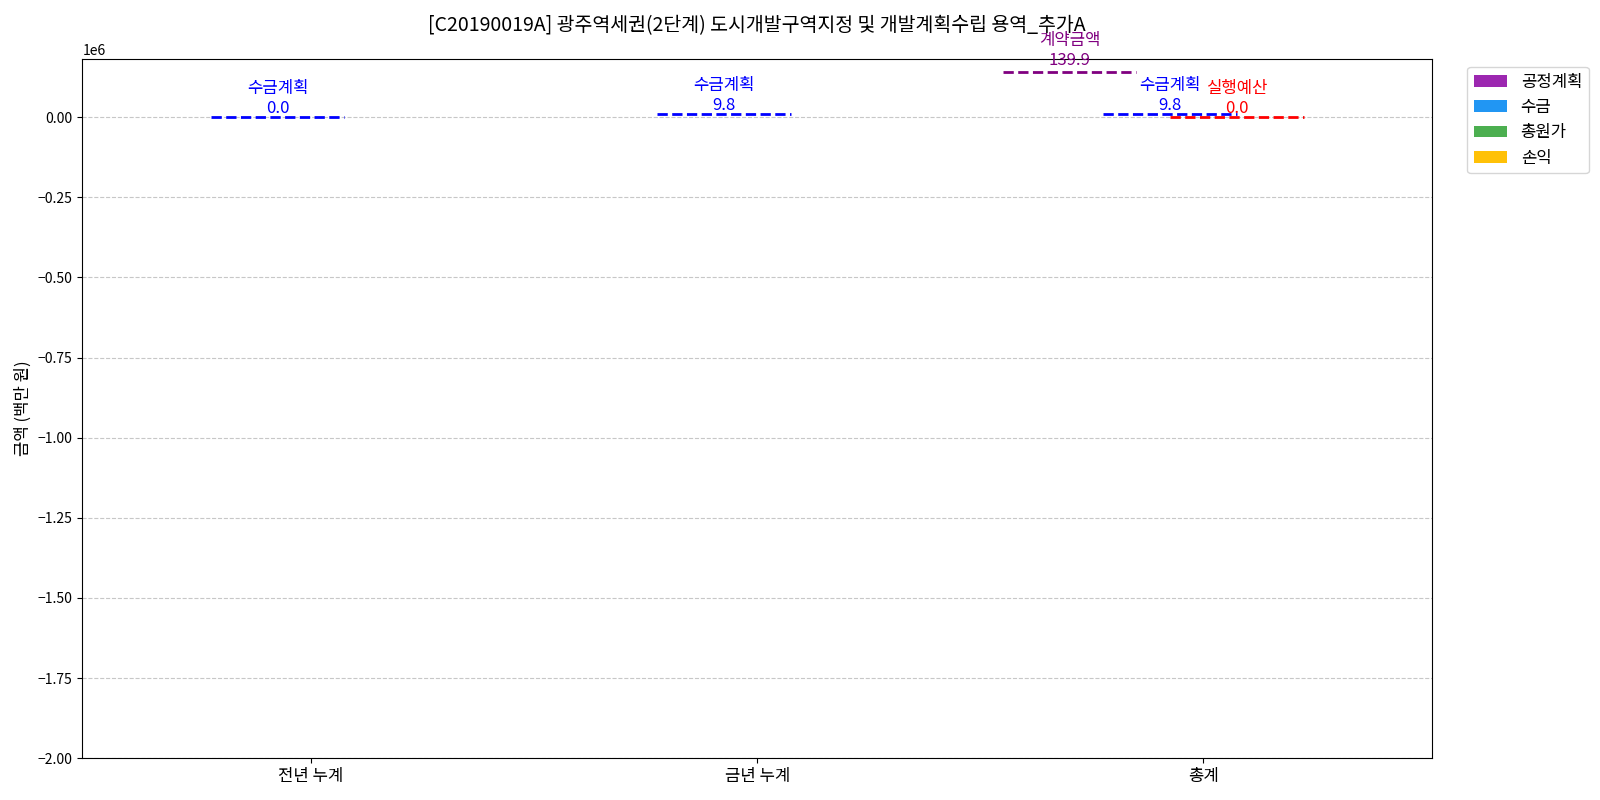 [C20190019A] 광주역세권(2단계) 도시개발구역지정 및 개발계획수립 용역_추가A
1e6
계약금액
139.9
수금계획
0.0
수금계획
9.8
수금계획
9.8
실행예산
0.0
공정계획
수금
총원가
손익
0.00
−0.25
−0.50
−0.75
−1.00
−1.25
−1.50
−1.75
−2.00
금액 (백만 원)
전년 누계
금년 누계
총계